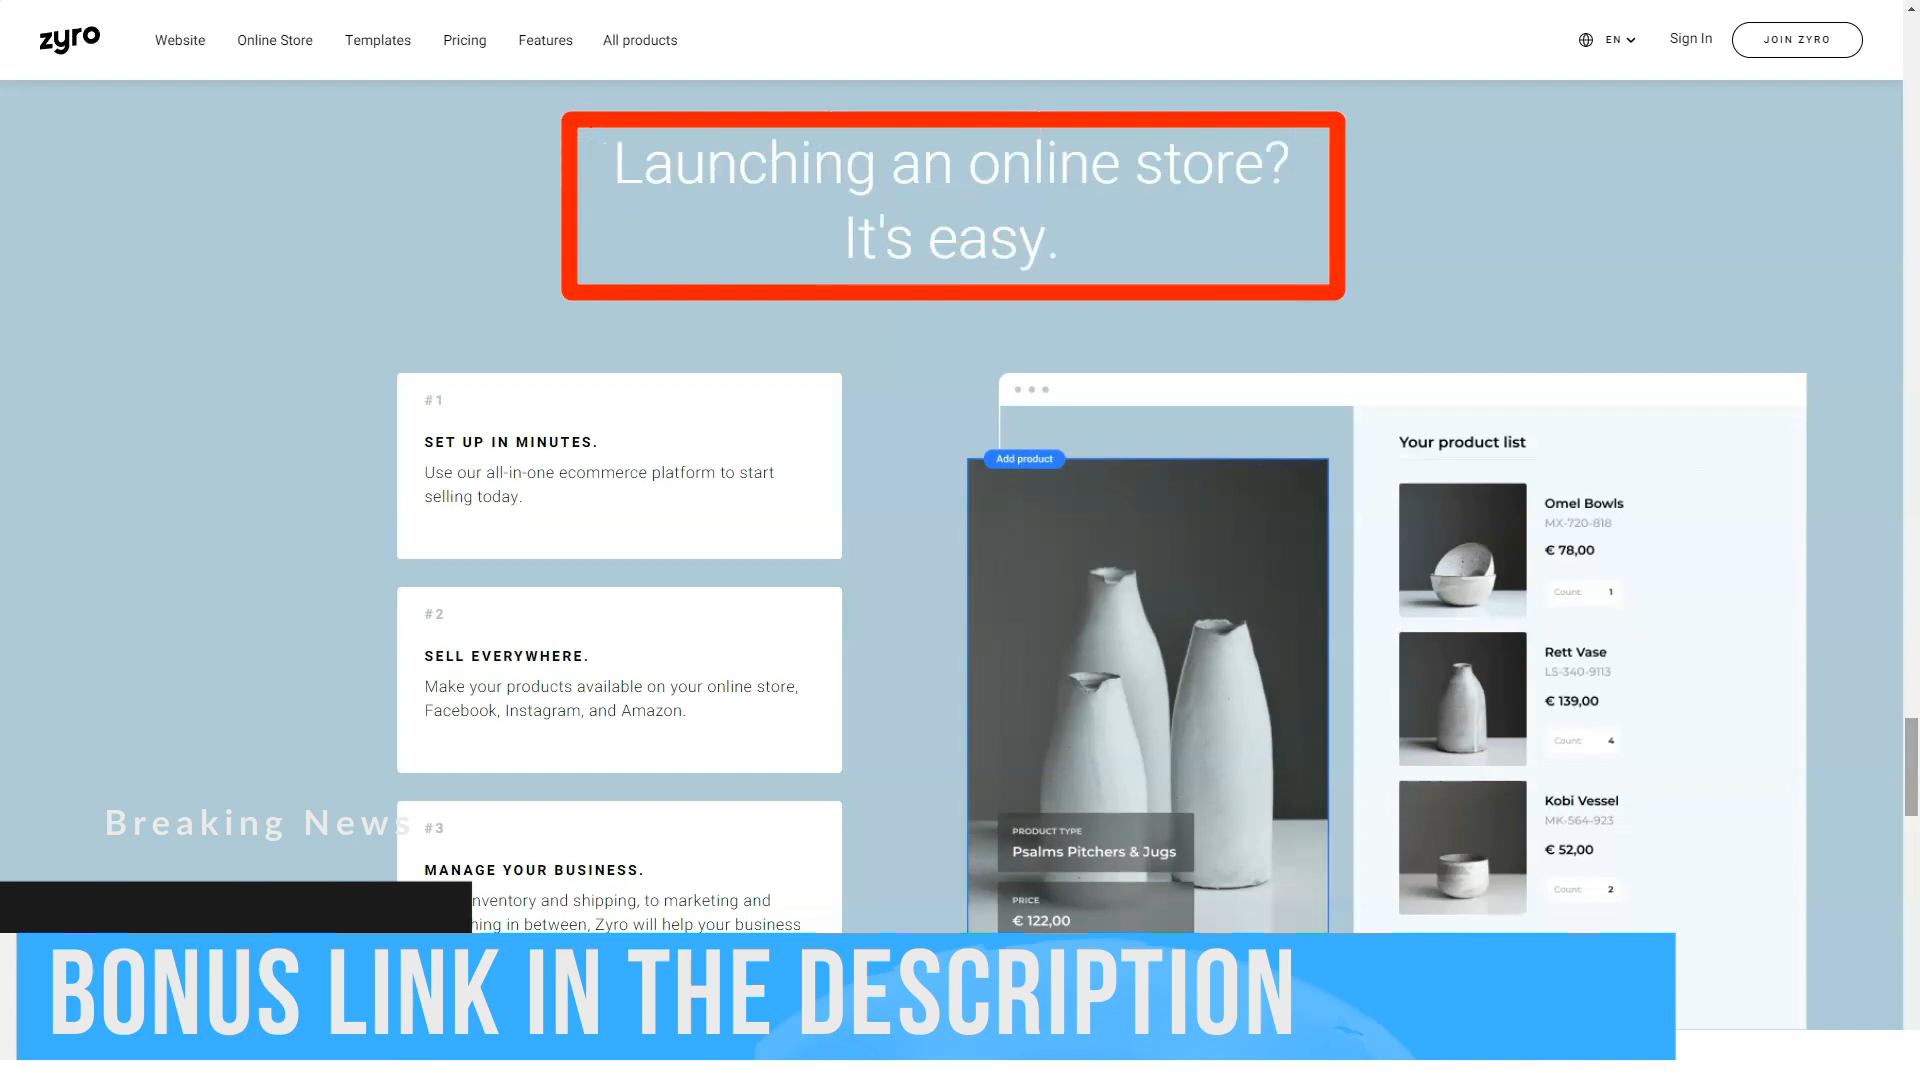 zyro
Website
Online Store
Templates
Pricing
Features
All products
EN
Sign In
JOIN ZYRO
Launching an online store?
It's easy.
#1
SET UP IN MINUTES.
Use our all-in-one ecommerce platform to start
selling today.
#2
SELL EVERYWHERE.
Make your products available on your online store,
Facebook, Instagram, and Amazon.
#3
MANAGE YOUR BUSINESS.
nventory and shipping, to marketing and
hing in between, Zyro will help your business
Add product
PRODUCT TYPE
Psalms Pitchers & Jugs
PRICE
€ 122,00
Your product list
Omel Bowls
MX-720-818
€ 78,00
Count: 1
Rett Vase
LS-340-9113
€ 139,00
Count: 4
Kobi Vessel
MK-564-923
€ 52,00
Count: 2
Breaking News
BONUS LINK IN THE DESCRIPTION